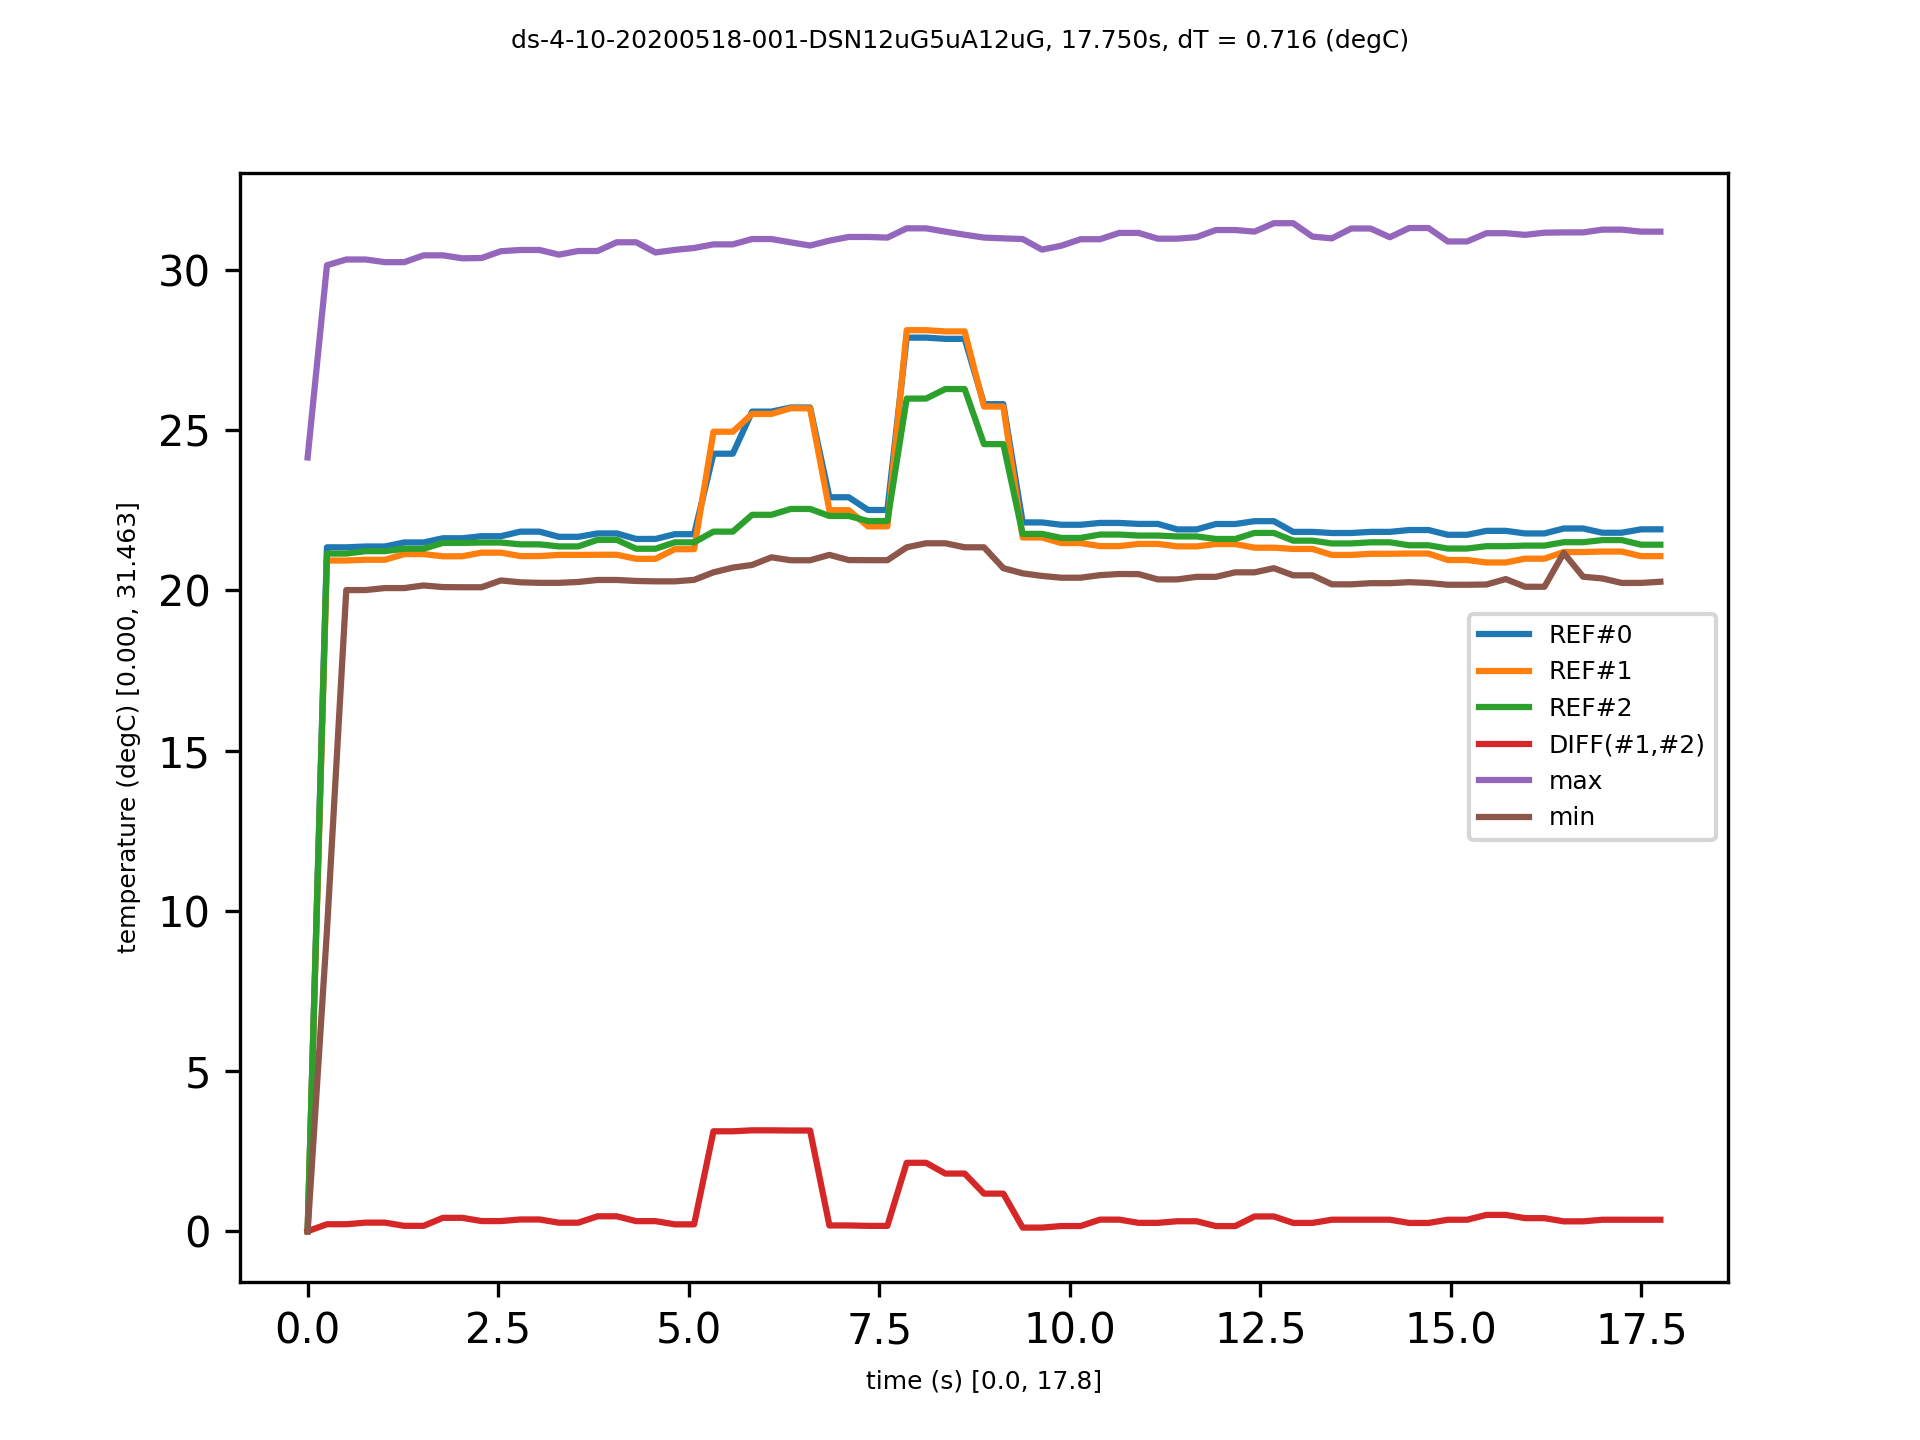 ds-4-10-20200518-001-DSN12uG5uA12uG, 17.750s, dT = 0.716 (degC)
temperature (degC) [0.000, 31.463]
30
25
20
15
10
5
0
REF#0
REF#1
REF#2
DIFF(#1,#2)
max
min
0.0 2.5 5.0 7.5 10.0 12.5 15.0 17.5
time (s) [0.0, 17.8]